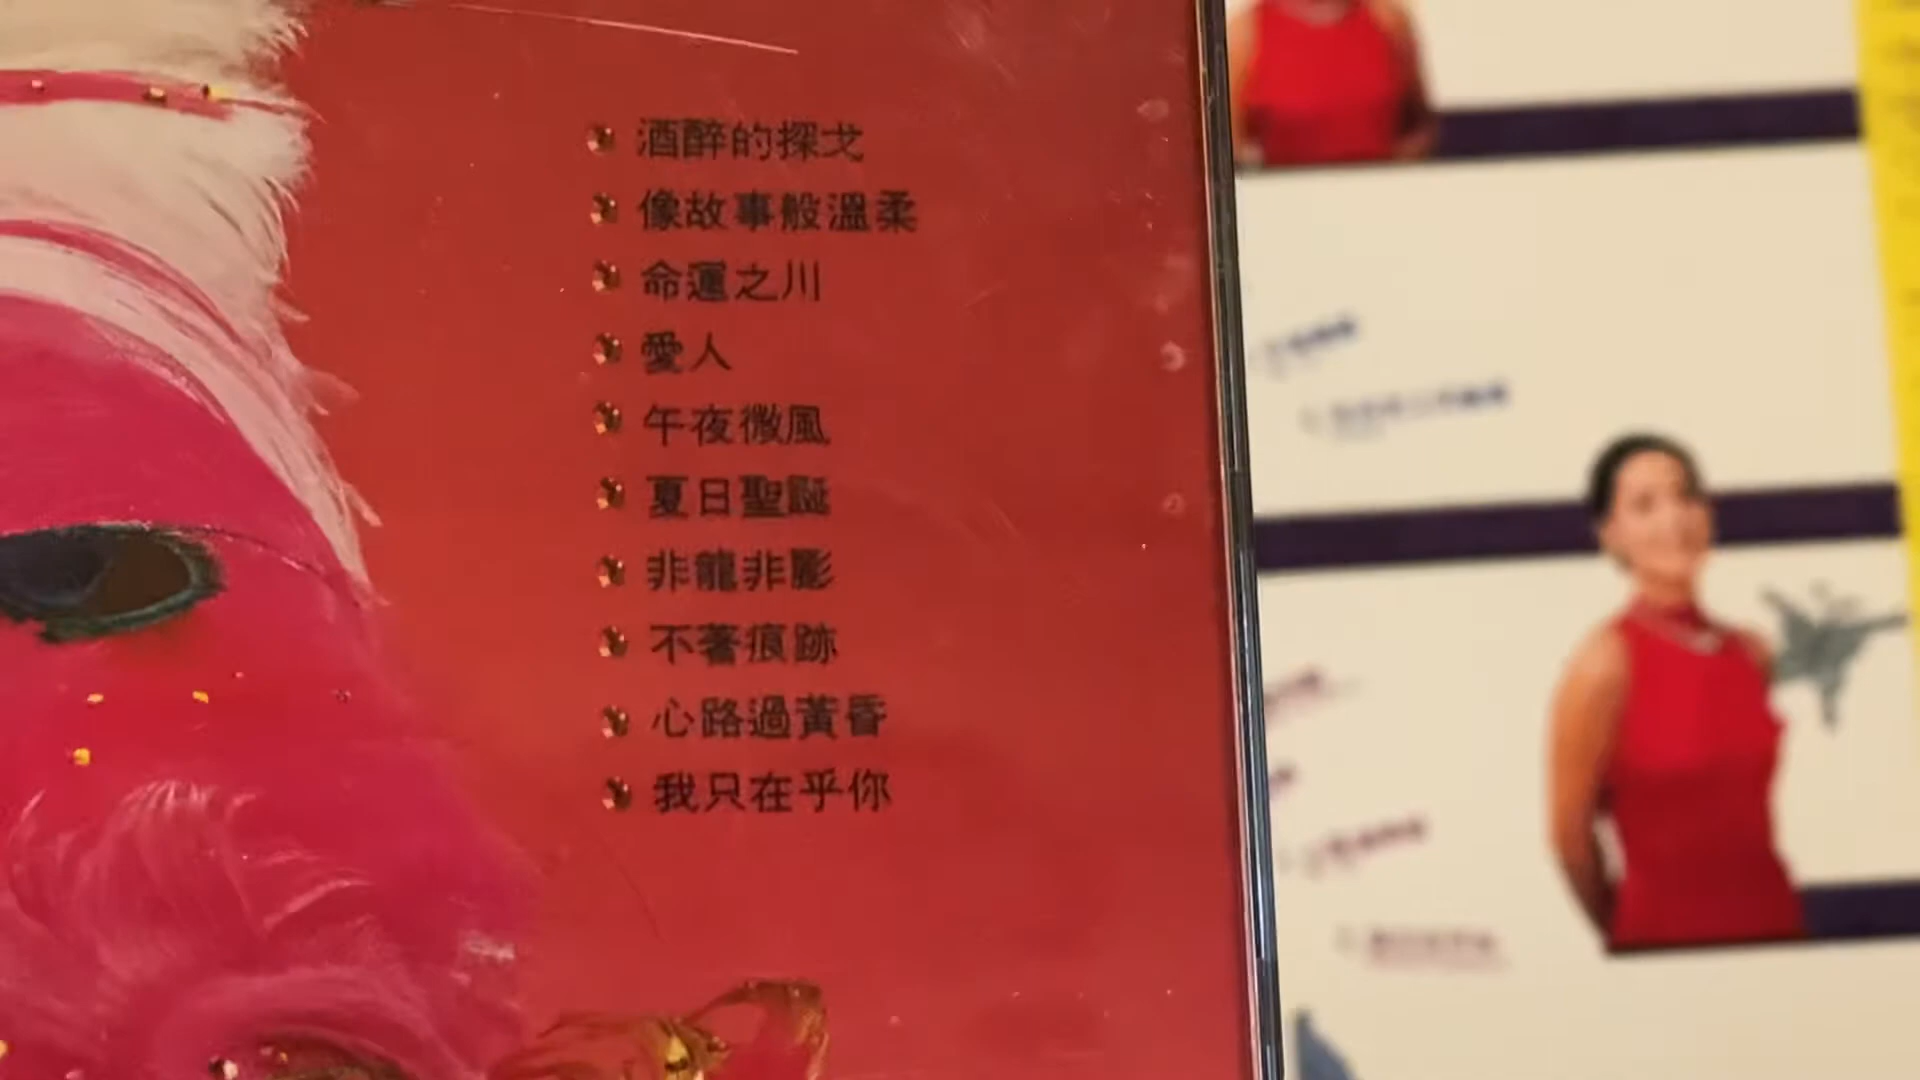 酒醉的探戈
像故事般溫柔
命運之川
愛人
午夜微風
夏日聖誕
非龍非影
不著痕跡
心路過黃昏
我只在乎你